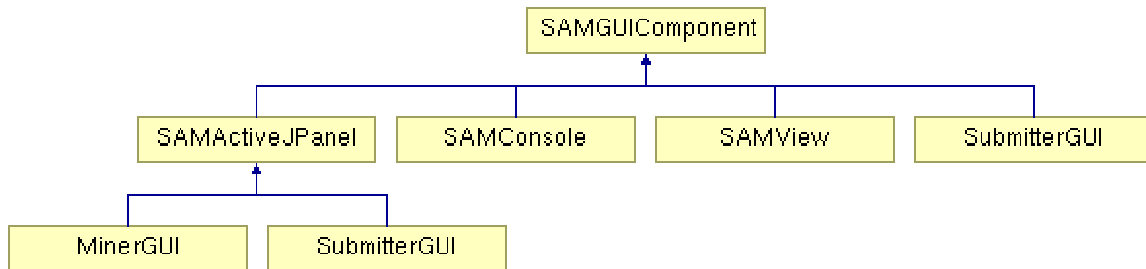 SAMGUIComponent
SAMActiveJPanel
SAMConsole
SAMView
SubmitterGUI
MinerGUI
SubmitterGUI